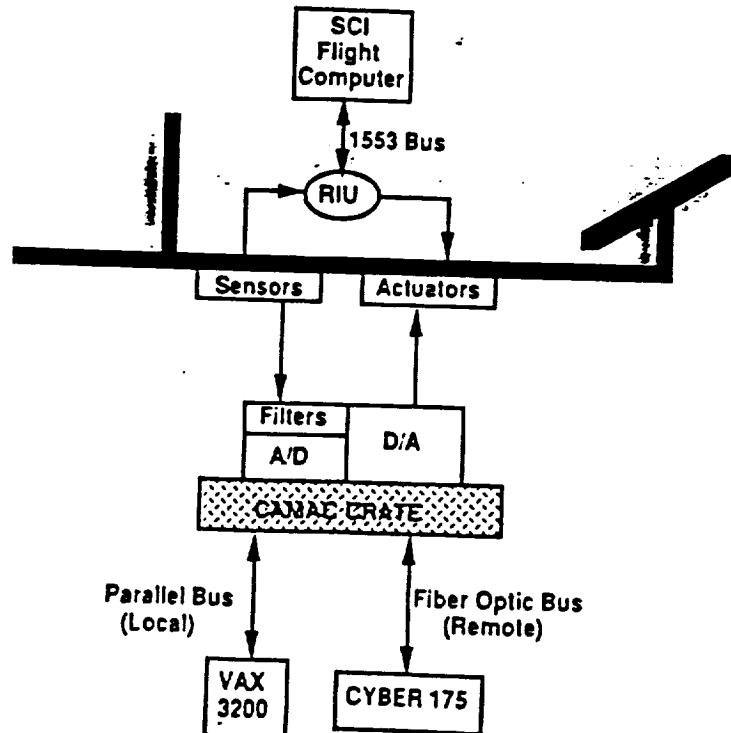 SCI
Flight
Computer
1553 Bus
RIU
Sensors
Actuators
Filters
A/D
D/A
CAMAC CRATE
Parallel Bus
(Local)
Fiber Optic Bus
(Remote)
VAX
3200
CYBER 175